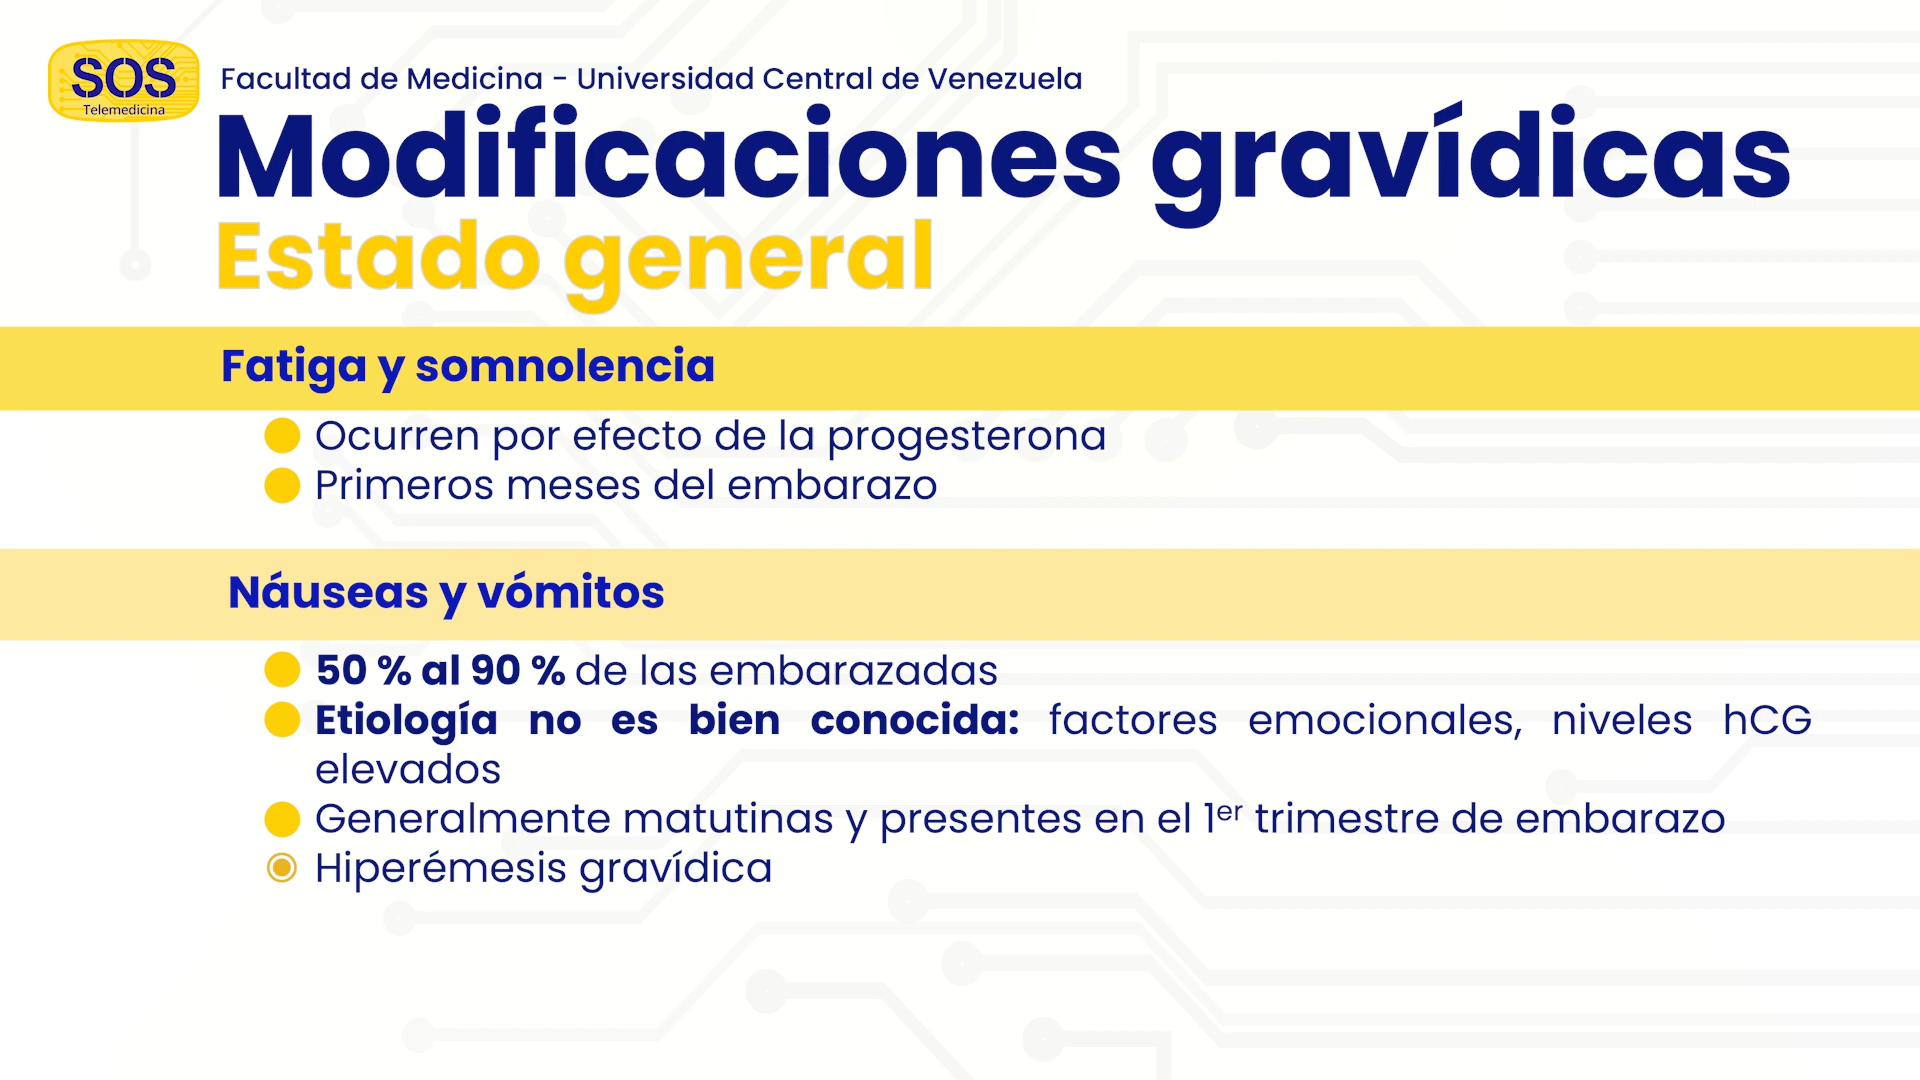 SOS
Telemedicina
Facultad de Medicina - Universidad Central de Venezuela
Modificaciones gravídicas
Estado general
Fatiga y somnolencia
Ocurren por efecto de la progesterona
Primeros meses del embarazo
Náuseas y vómitos
50 % al 90 % de las embarazadas
Etiología no es bien conocida: factores emocionales, niveles hCG
elevados
Generalmente matutinas y presentes en el 1er trimestre de embarazo
Hiperémesis gravídica